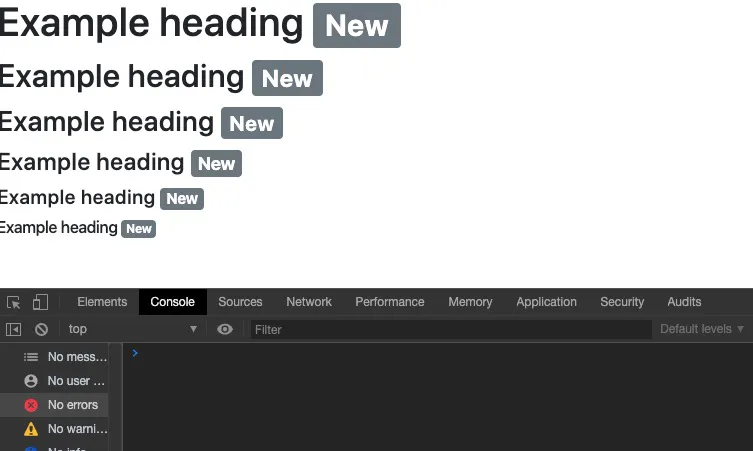 Example heading New
Example heading New
Example heading New
Example heading New
Example heading New
Example heading New
Elements Console Sources Network Performance Memory Application Security Audits
top Filter Default levels
No mess...
No user ...
No errors
No warni...
No info